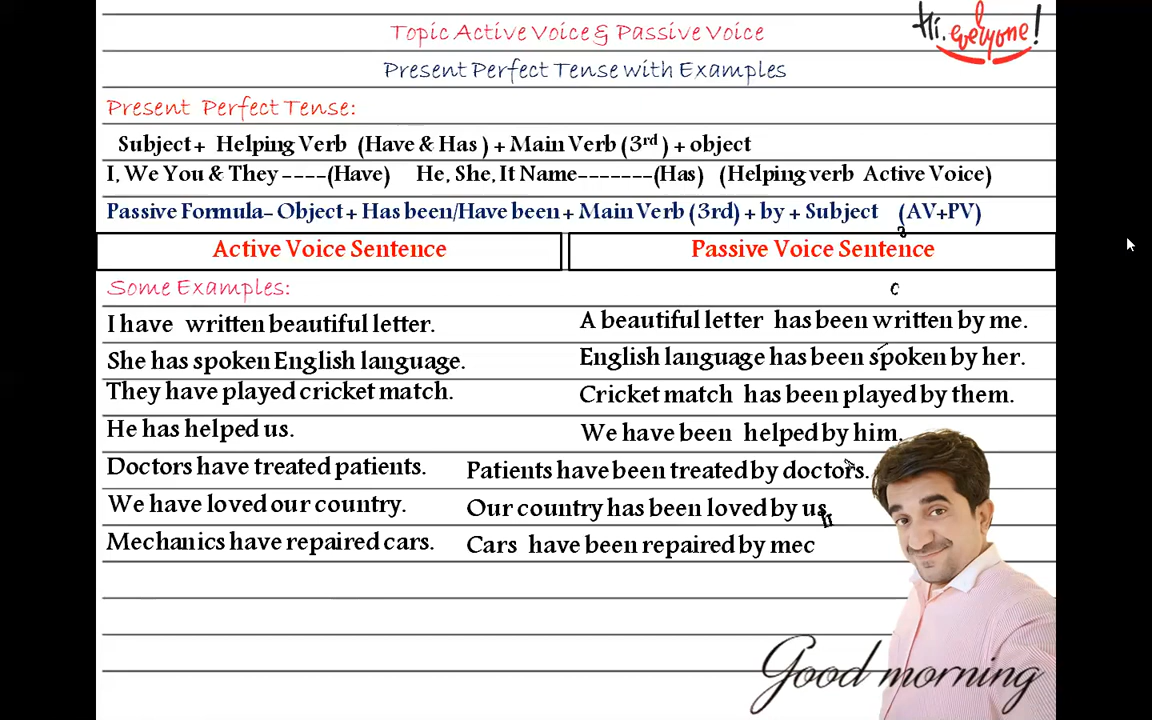 Hi, everyone!
Topic Active Voice & Passive Voice
Present Perfect Tense with Examples
Present Perfect Tense:
Subject+ Helping Verb (Have & Has ) + Main Verb (3rd ) + object
I, We You & They ----(Have) He, She, It Name-------(Has) (Helping verb Active Voice)
Passive Formula- Object + Has been/Have been + Main Verb (3rd) + by + Subject (AV+PV)
Active Voice Sentence Passive Voice Sentence
Some Examples:
I have written beautiful letter. A beautiful letter has been written by me.
She has spoken English language. English language has been spoken by her.
They have played cricket match. Cricket match has been played by them.
He has helped us. We have been helped by him.
Doctors have treated patients. Patients have been treated by doctors.
We have loved our country. Our country has been loved by us.
Mechanics have repaired cars. Cars have been repaired by mec
Good morning